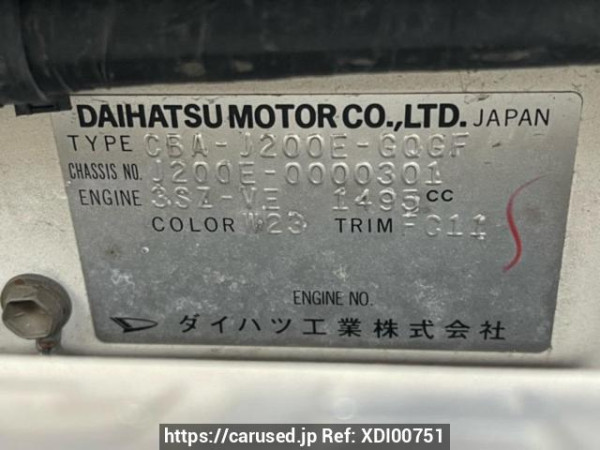 DAIHATSU MOTOR CO., LTD. JAPAN
TYPE CBA-J200E-GQGF
CHASSIS NO. J200E-0000301
ENGINE 3SZ-VE 1495 CC
COLOR W23 TRIM FG11
ENGINE NO.
ダイハツ工業株式会社
https://carused.jp Ref: XDI00751